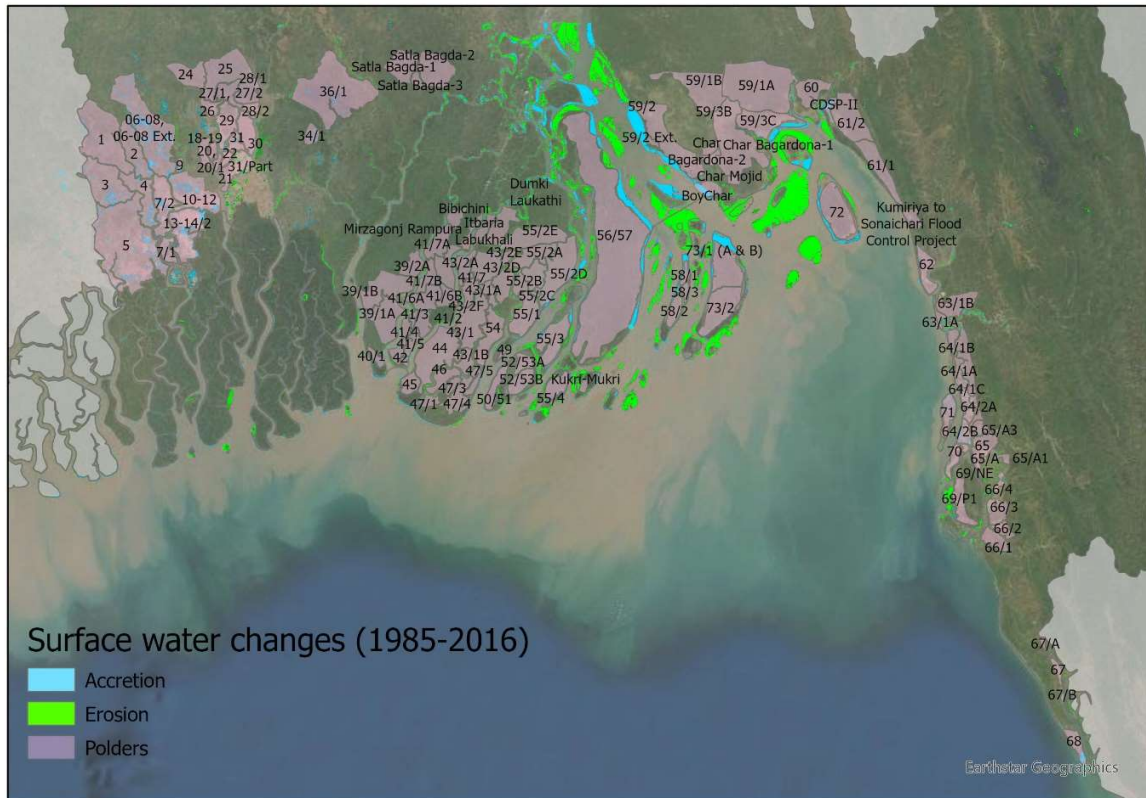 Satla Bagda-2
Satla Bagda-1
Satla Bagda-3
24
25
28/1
27/1, 27/2
26
28/2
29
36/1
34/1
06-08,
06-08 Ext.
1
2
3
4
5
9
18-19
31
30
20,
22
20/1
31/Part
21
7/2
10-12
13-14/2
7/1
59/1B
59/1A
60
CDSP-II
59/2
59/3B
59/3C
61/2
59/2 Ext.
Char
Char Bagardona-1
Bagardona-2
Char Mojid
61/1
BoyChar
72
Kumiriya to
Sonaichari Flood
Control Project
Dumki
Laukathi
Bibichini
Itbaria
Mirzagonj Rampura
Labukhali
41/7A
55/2E
56/57
73/1 (A & B)
43/2E
55/2A
39/2A
43/2A
43/2D
55/2D
41/7B
41/7
55/2B
58/1
39/1B
41/6A
41/6B
43/1A
55/2C
58/3
43/2F
39/1A
41/3
41/2
55/1
58/2
73/2
41/4
43/1
54
55/3
41/5
40/1
42
44
43/1B
49
52/53A
46
47/5
52/53B
Kukri-Mukri
45
47/3
50/51
55/4
47/1
47/4
62
63/1B
63/1A
64/1B
64/1A
64/1C
71
64/2A
64/2B
65/A3
65
70
65/A
65/A1
69/NE
66/4
69/P1
66/3
66/2
66/1
67/A
67
67/B
68
Surface water changes (1985-2016)
Accretion
Erosion
Polders
Earthstar Geographics